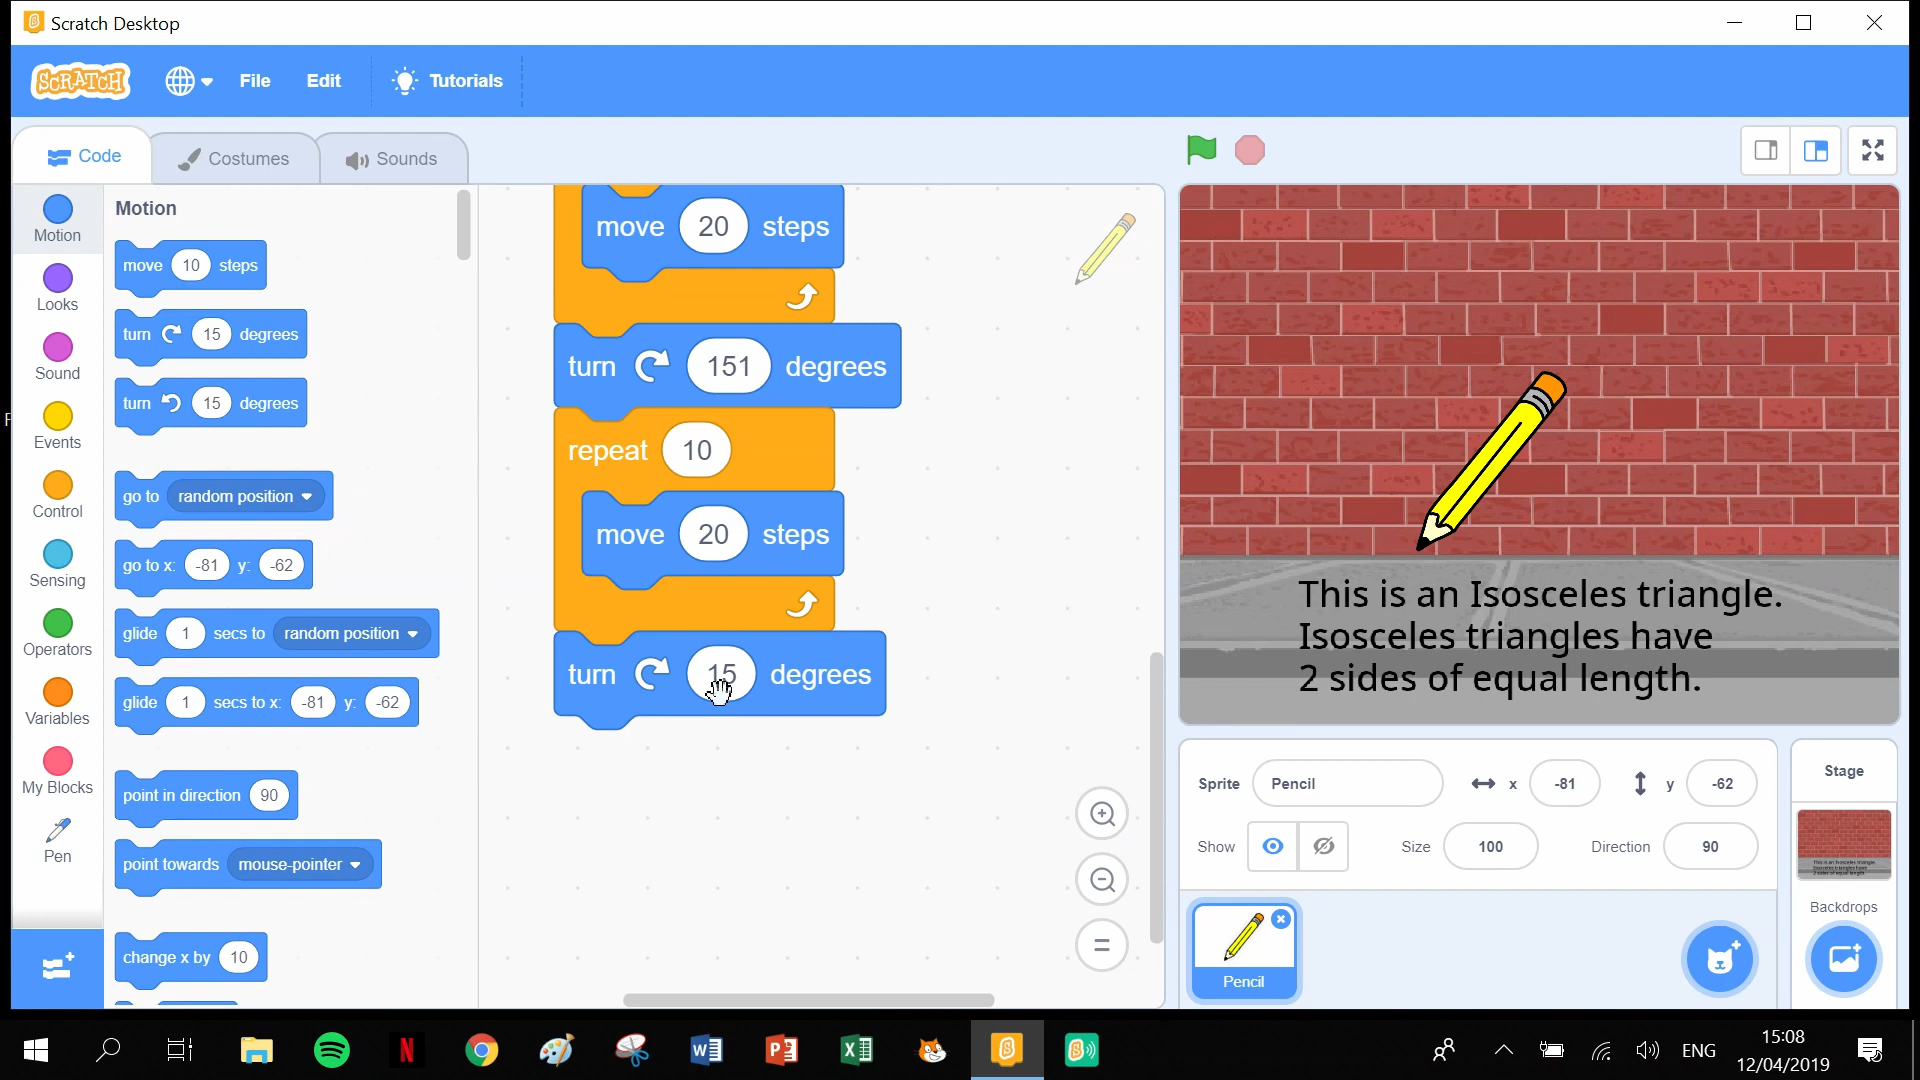 Scratch Desktop
SCRATCH
File
Edit
Tutorials
Code
Costumes
Sounds
Motion
Looks
Sound
Events
Control
Sensing
Operators
Variables
My Blocks
Pen
Motion
move 10 steps
turn 15 degrees
turn 15 degrees
go to random position
go to x: -81 y: -62
glide 1 secs to random position
glide 1 secs to x: -81 y: -62
point in direction 90
point towards mouse-pointer
change x by 10
move 20 steps
turn 151 degrees
repeat 10
move 20 steps
turn 15 degrees
This is an Isosceles triangle.
Isosceles triangles have
2 sides of equal length.
Sprite Pencil x -81 y -62
Show Size 100 Direction 90
Pencil
Stage
Backdrops
ENG
15:08
12/04/2019